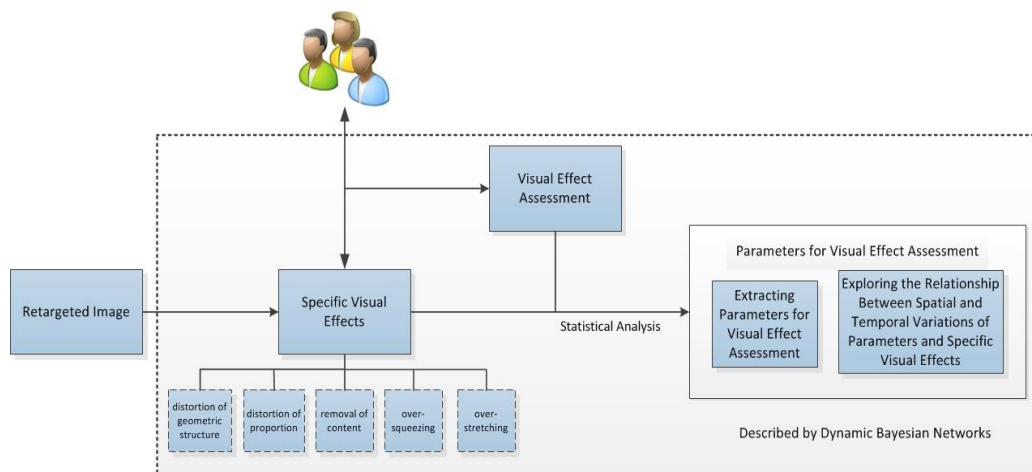 Visual Effect
Assessment
Parameters for Visual Effect Assessment
Retargeted Image
Specific Visual
Effects
Statistical Analysis
Extracting
Parameters for
Visual Effect
Assessment
Exploring the Relationship
Between Spatial and
Temporal Variations of
Parameters and Specific
Visual Effects
distortion of
geometric
structure
distortion of
proportion
removal of
content
over-
squeezing
over-
stretching
Described by Dynamic Bayesian Networks